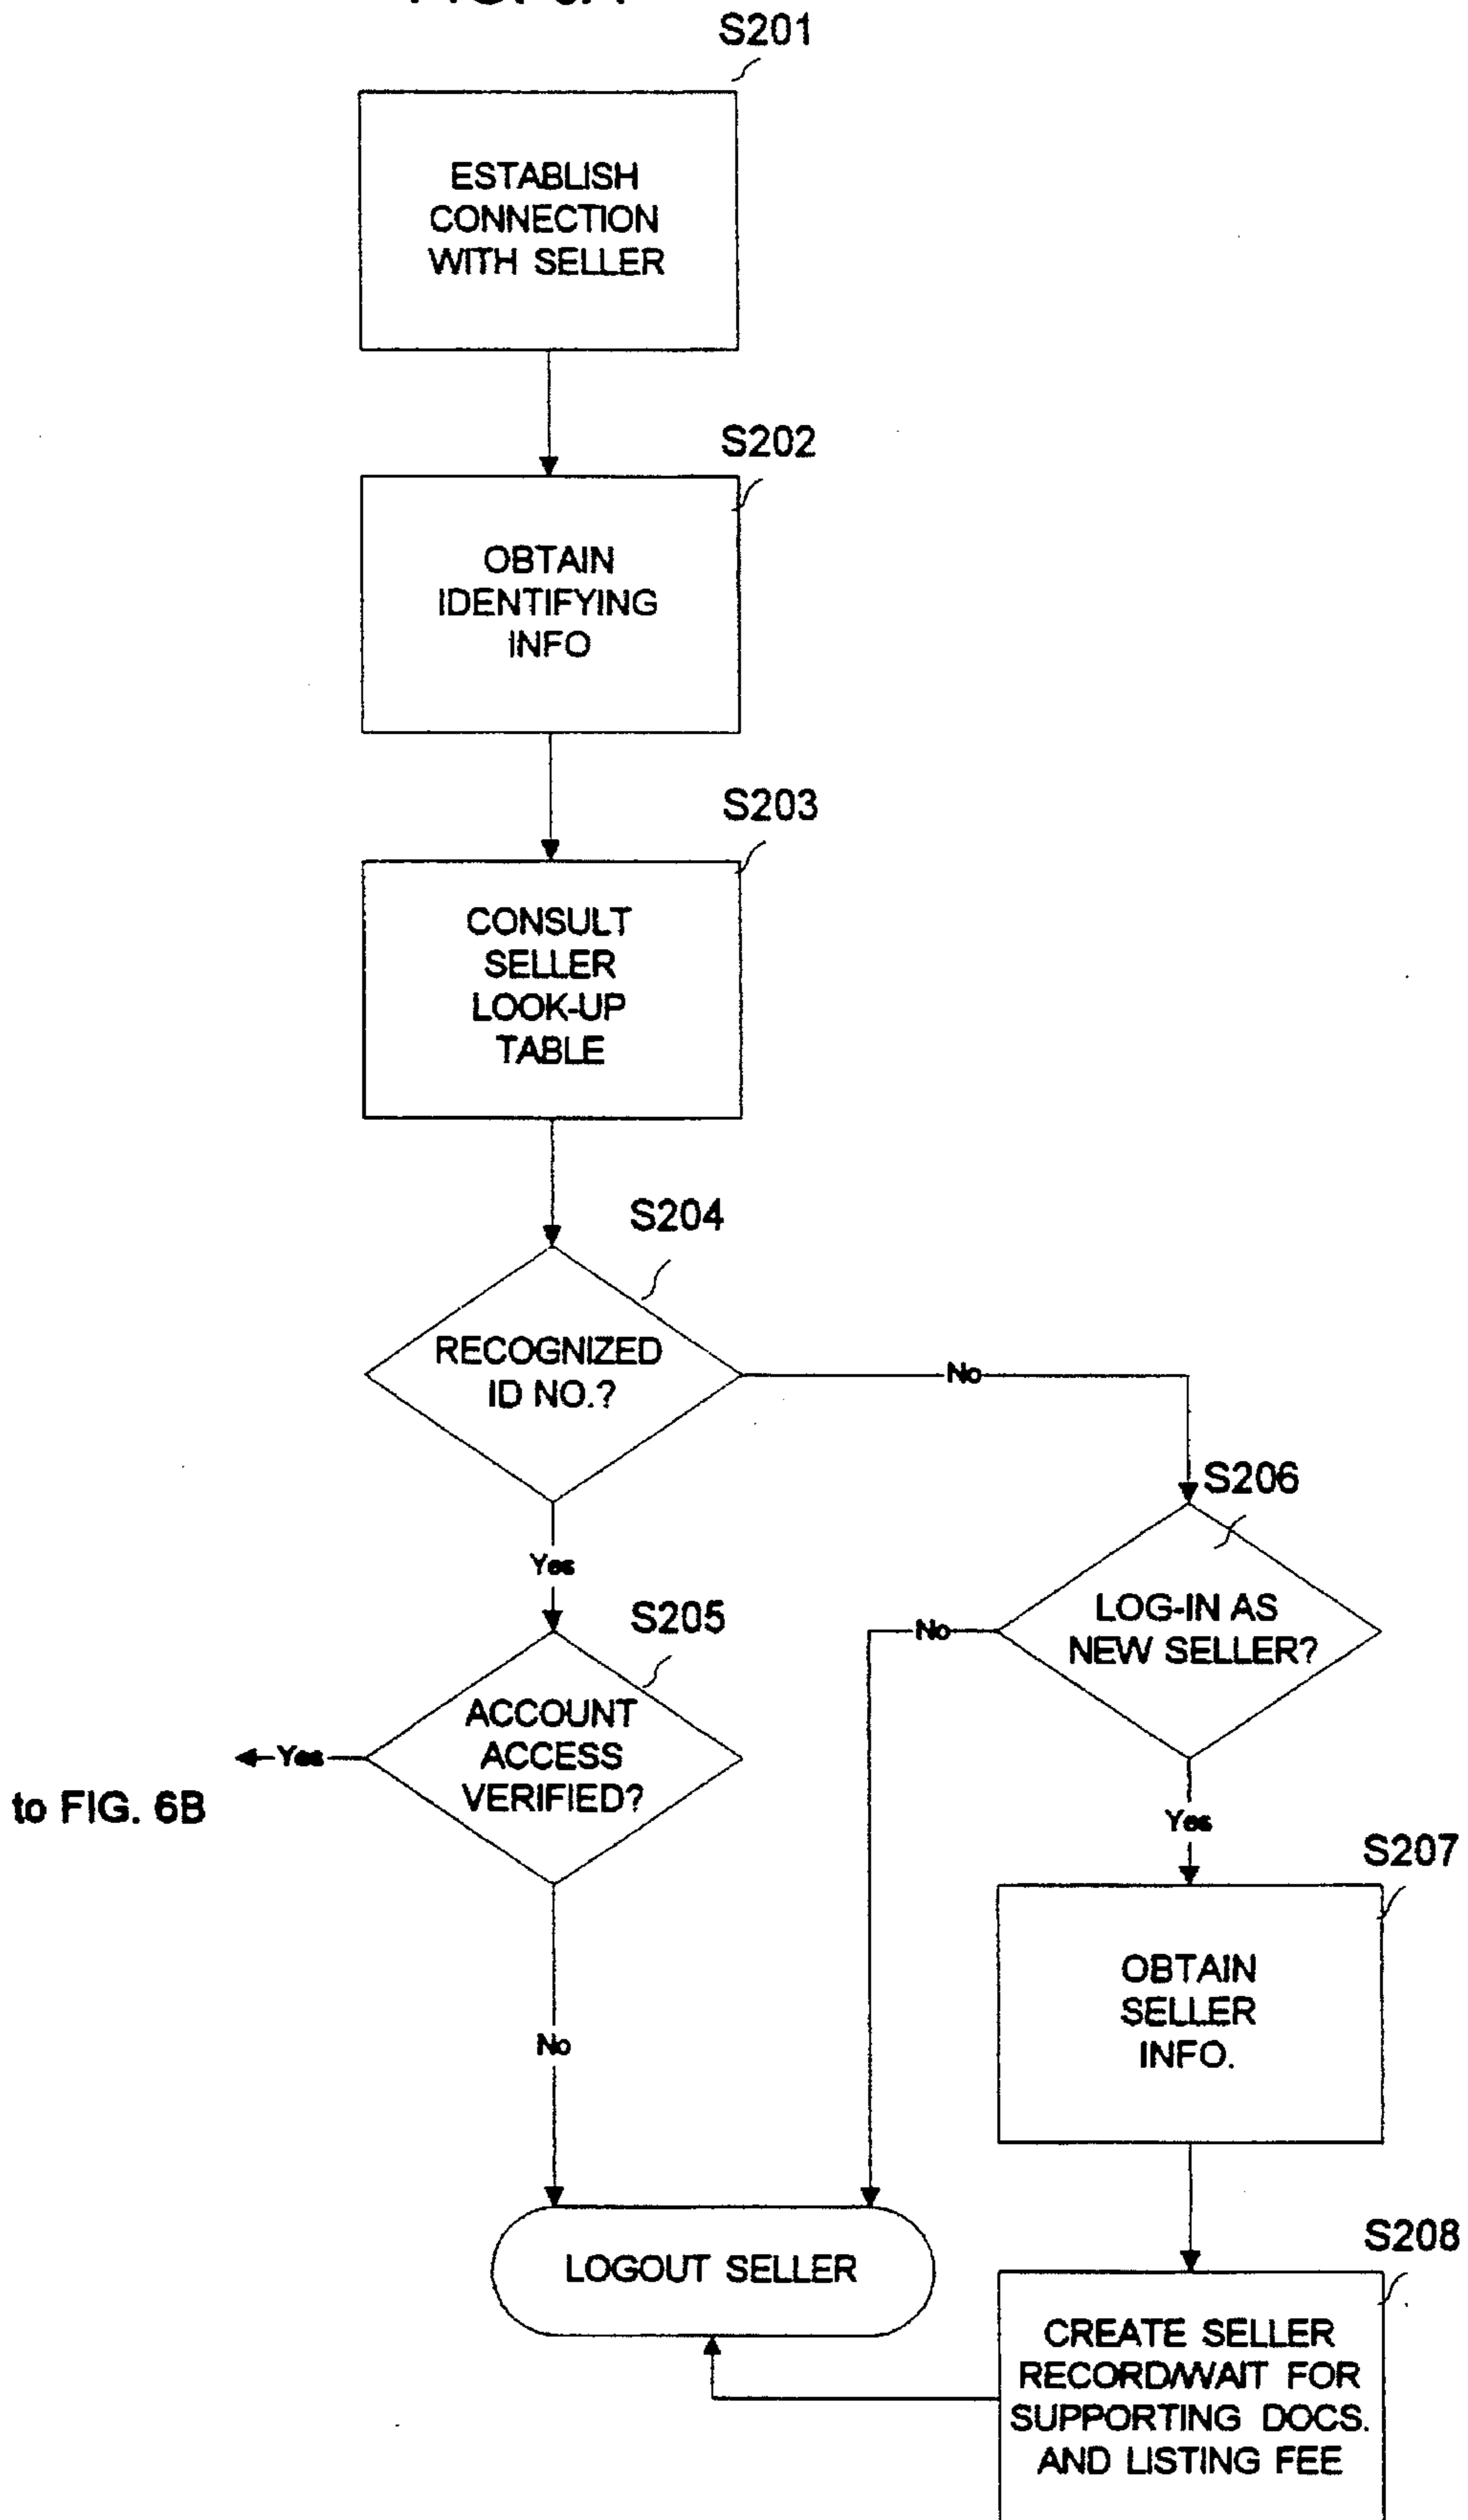 S201
ESTABLISH
CONNECTION
WITH SELLER
S202
OBTAIN
IDENTIFYING
INFO
S203
CONSULT
SELLER
LOOK-UP
TABLE
S204
RECOGNIZED
ID NO.?
No
S206
Yes
LOG-IN AS
NEW SELLER?
No
S205
ACCOUNT
ACCESS
VERIFIED?
Yes
to FIG. 6B
Yes
S207
OBTAIN
SELLER
INFO.
No
LOGOUT SELLER
S208
CREATE SELLER
RECORD/WAIT FOR
SUPPORTING DOCS.
AND LISTING FEE